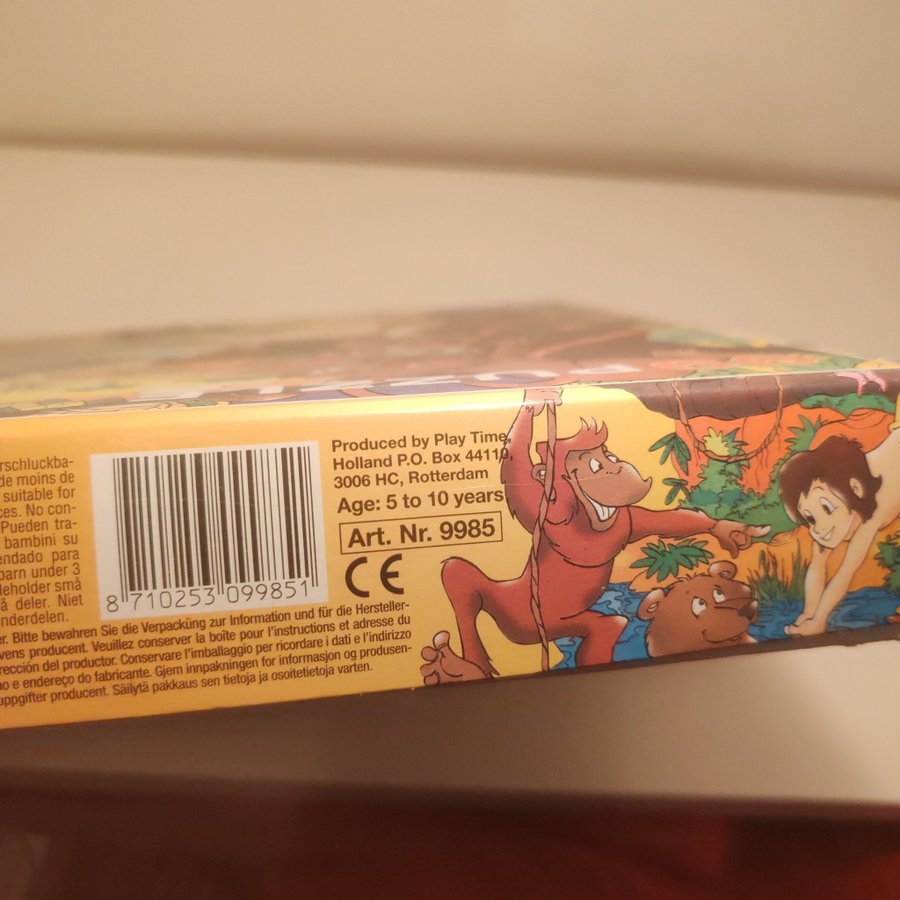 PUZZLE
rschluckba-
de moins de
suitable for
ces. No con-
Pueden tra-
bambini su
endado para
barn under 3
deholder små
å deler. Niet
nderdelen.
8 710253 099851
Produced by Play Time,
Holland P.O. Box 44110,
3006 HC, Rotterdam
Age: 5 to 10 years
Art. Nr. 9985
CE
er. Bitte bewahren Sie die Verpackung zur Information und für die Hersteller-
vens producent. Veuillez conserver la boîte pour l'instructions et adresse du
rección del productor. Conservare l'imballaggio per ricordare i dati e l'indirizzo
o e endereço do fabricante. Gjem innpakningen for informasjon og produsen-
uppgifter producent. Säilytä pakkaus sen tietoja ja osoitetietoja varten.